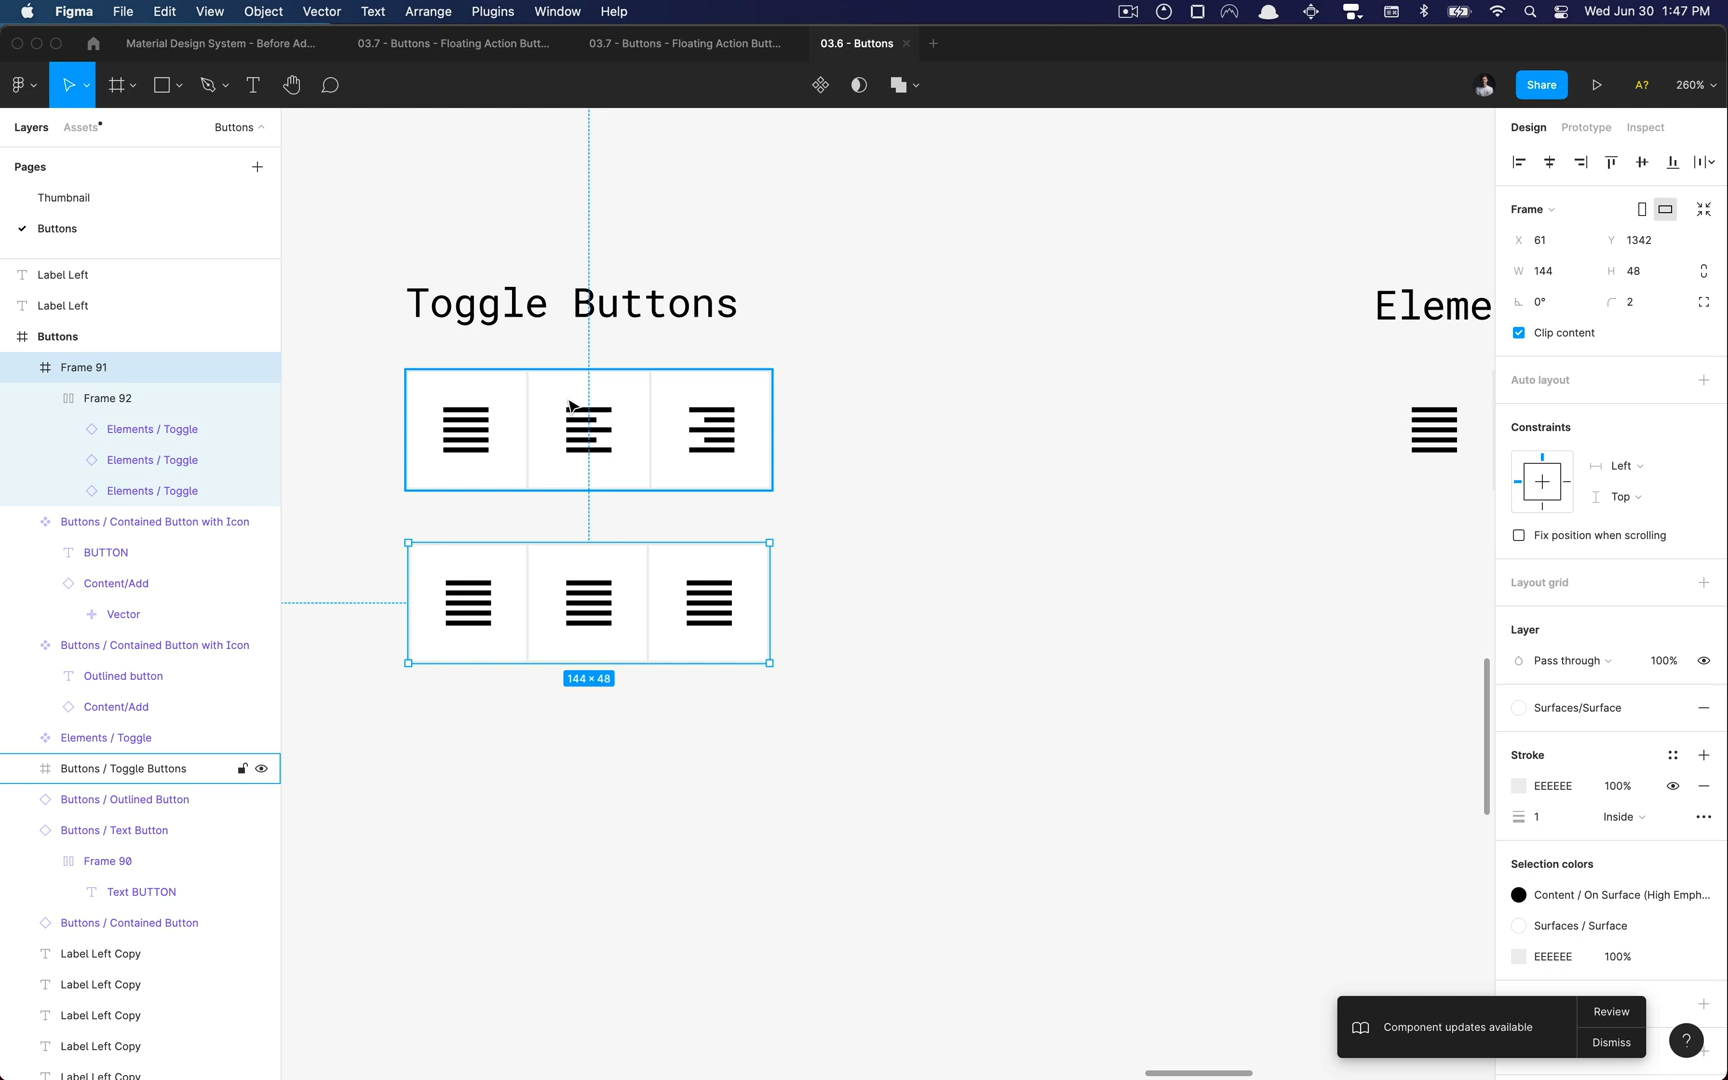 Figma File Edit View Object Vector Text Arrange Plugins Window Help Wed Jun 30 1:47 PM
Material Design System - Before Ad... 03.7 - Buttons - Floating Action Butt... 03.7 - Buttons - Floating Action Butt... 03.6 - Buttons
Share A? 260%
Layers Assets Buttons
Pages
Thumbnail
Buttons
Label Left
Label Left
Buttons
Frame 91
Frame 92
Elements / Toggle
Elements / Toggle
Elements / Toggle
Buttons / Contained Button with Icon
BUTTON
Content/Add
Vector
Buttons / Contained Button with Icon
Outlined button
Content/Add
Elements / Toggle
Buttons / Toggle Buttons
Buttons / Outlined Button
Buttons / Text Button
Frame 90
Text BUTTON
Buttons / Contained Button
Label Left Copy
Label Left Copy
Label Left Copy
Label Left Copy
Label Left Copy
Toggle Buttons
Eleme
144 × 48
Design Prototype Inspect
Frame
X 61 Y 1342
W 144 H 48
0° 2
Clip content
Auto layout
Constraints
Left
Top
Fix position when scrolling
Layout grid
Layer
Pass through 100%
Surfaces/Surface
Stroke
EEEEEE 100%
1 Inside
Selection colors
Content / On Surface (High Emph...
Surfaces / Surface
EEEEEE 100%
Component updates available
Review
Dismiss
?